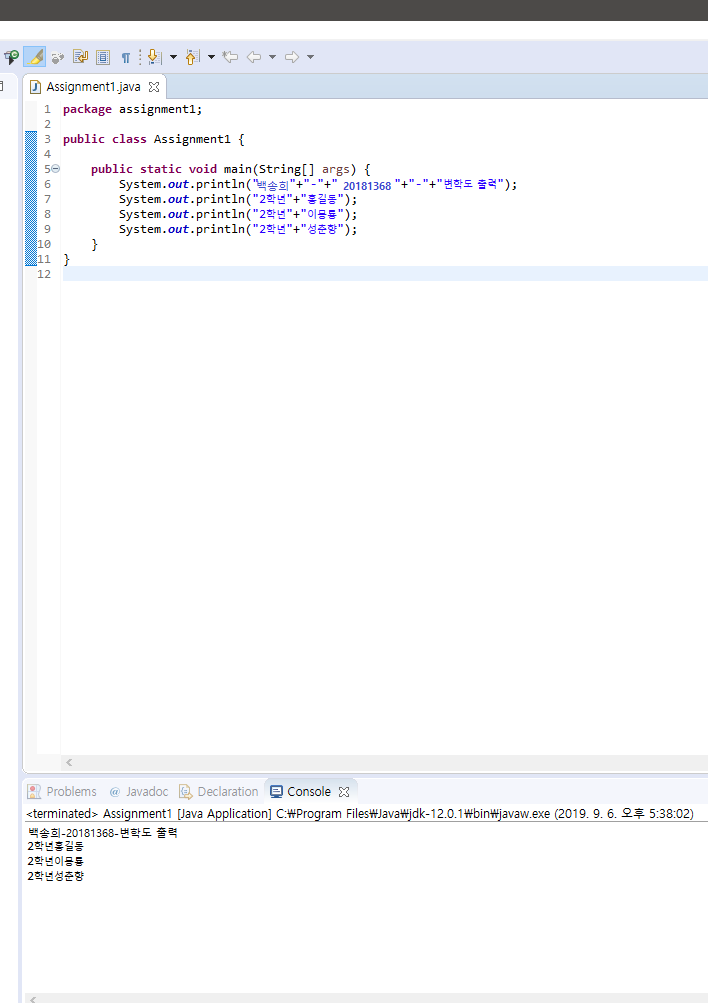 Assignment1.java
1 package assignment1;
2
3 public class Assignment1 {
4
5 public static void main(String[] args) {
6 System.out.println("백송희"+"-"+" 20181368 "+"-"+"변학도 출력");
7 System.out.println("2학년"+"홍길동");
8 System.out.println("2학년"+"이몽룡");
9 System.out.println("2학년"+"성춘향");
10 }
11 }
12
Problems @ Javadoc Declaration Console
<terminated> Assignment1 [Java Application] C:₩Program Files₩Java₩jdk-12.0.1₩bin₩javaw.exe (2019. 9. 6. 오후 5:38:02)
백송희-20181368-변학도 출력
2학년홍길동
2학년이몽룡
2학년성춘향